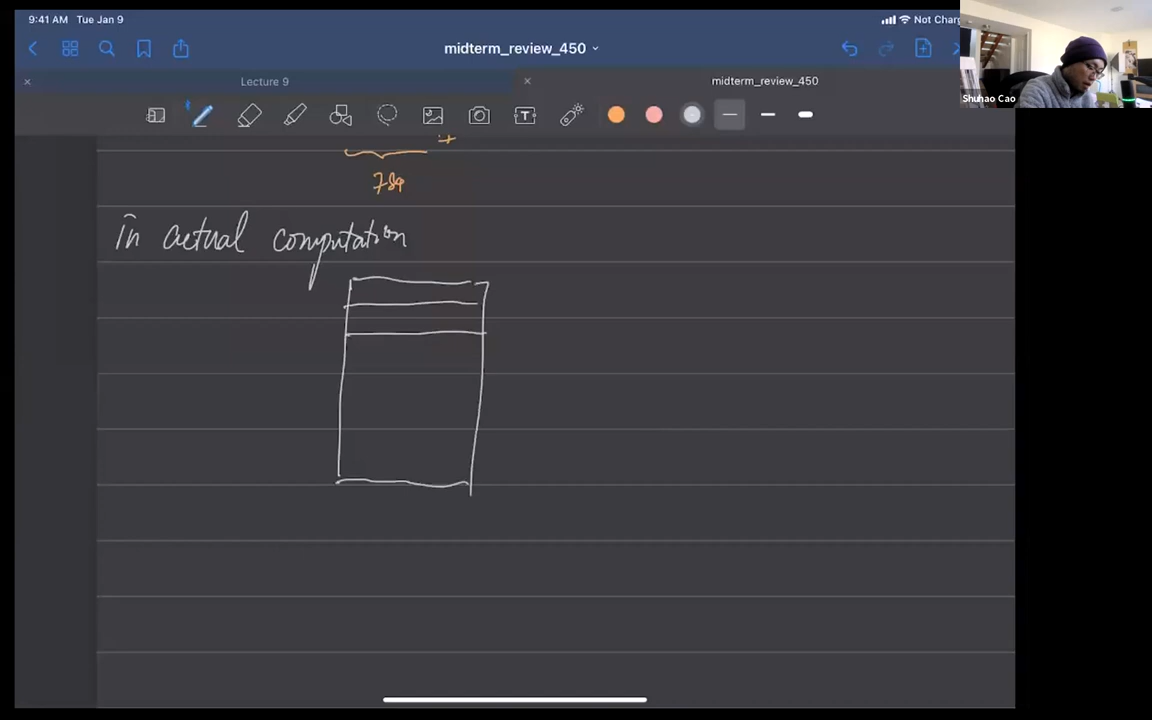 9:41 AM Tue Jan 9
Not Charg
midterm_review_450
Shuhao Cao
Lecture 9
midterm_review_450
T
784
In actual computation